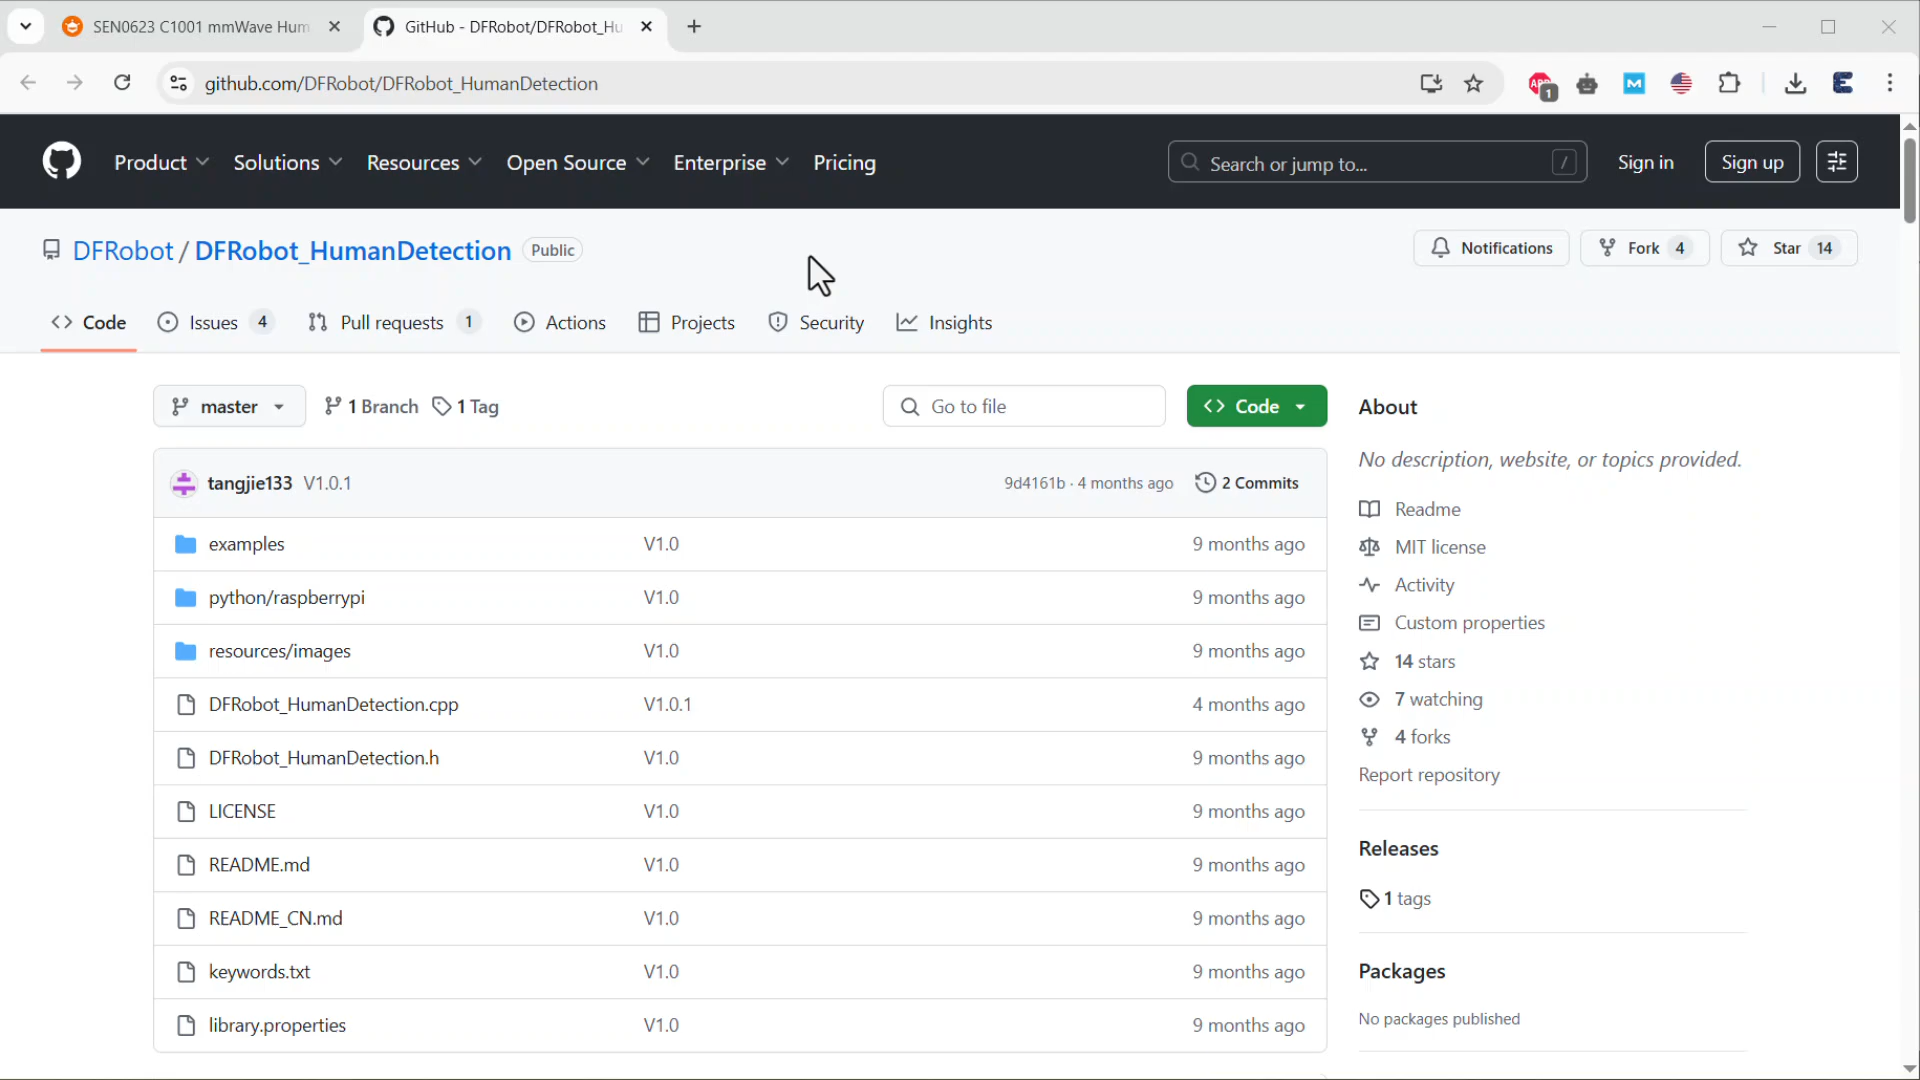 SEN0623 C1001 mmWave Hum
GitHub - DFRobot/DFRobot_Hu
github.com/DFRobot/DFRobot_HumanDetection
ABP
1
M
E
Product
Solutions
Resources
Open Source
Enterprise
Pricing
Search or jump to...
/
Sign in
Sign up
DFRobot / DFRobot_HumanDetection
Public
Notifications
Fork 4
Star 14
Code
Issues 4
Pull requests 1
Actions
Projects
Security
Insights
master
1 Branch
1 Tag
Go to file
Code
tangjie133 V1.0.1
9d4161b · 4 months ago
2 Commits
examples V1.0 9 months ago
python/raspberrypi V1.0 9 months ago
resources/images V1.0 9 months ago
DFRobot_HumanDetection.cpp V1.0.1 4 months ago
DFRobot_HumanDetection.h V1.0 9 months ago
LICENSE V1.0 9 months ago
README.md V1.0 9 months ago
README_CN.md V1.0 9 months ago
keywords.txt V1.0 9 months ago
library.properties V1.0 9 months ago
About
No description, website, or topics provided.
Readme
MIT license
Activity
Custom properties
14 stars
7 watching
4 forks
Report repository
Releases
1 tags
Packages
No packages published